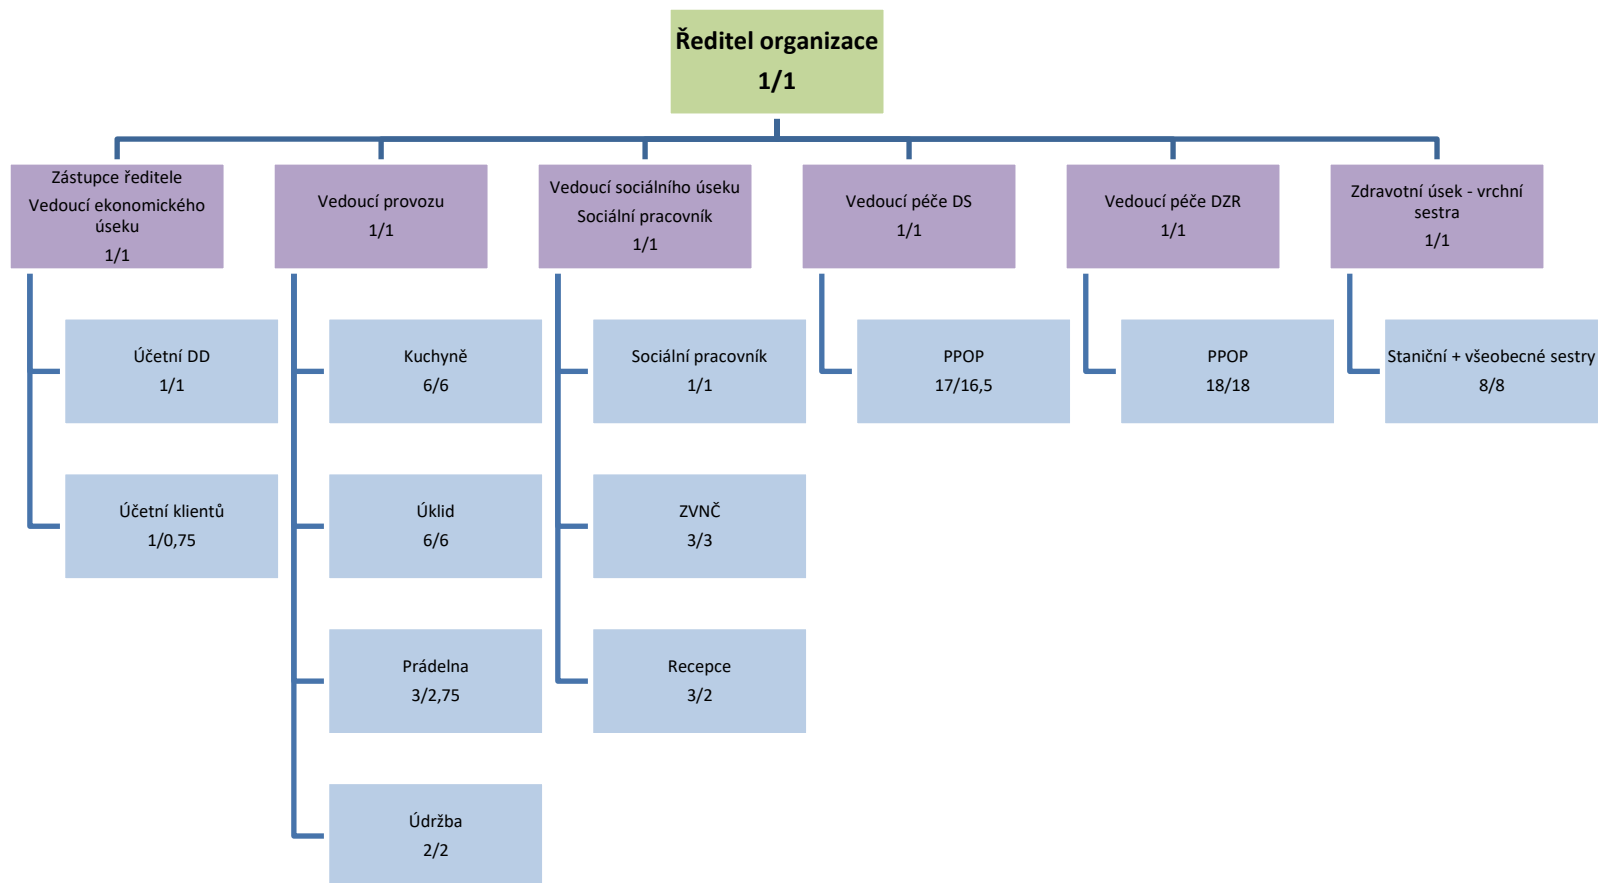 Ředitel organizace
1/1
Zástupce ředitele
Vedoucí ekonomického
úseku
1/1
Vedoucí provozu
1/1
Vedoucí sociálního úseku
Sociální pracovník
1/1
Vedoucí péče DS
1/1
Vedoucí péče DZR
1/1
Zdravotní úsek - vrchní
sestra
1/1
Účetní DD
1/1
Kuchyně
6/6
Sociální pracovník
1/1
PPOP
17/16,5
PPOP
18/18
Staniční + všeobecné sestry
8/8
Účetní klientů
1/0,75
Úklid
6/6
ZVNČ
3/3
Prádelna
3/2,75
Recepce
3/2
Údržba
2/2